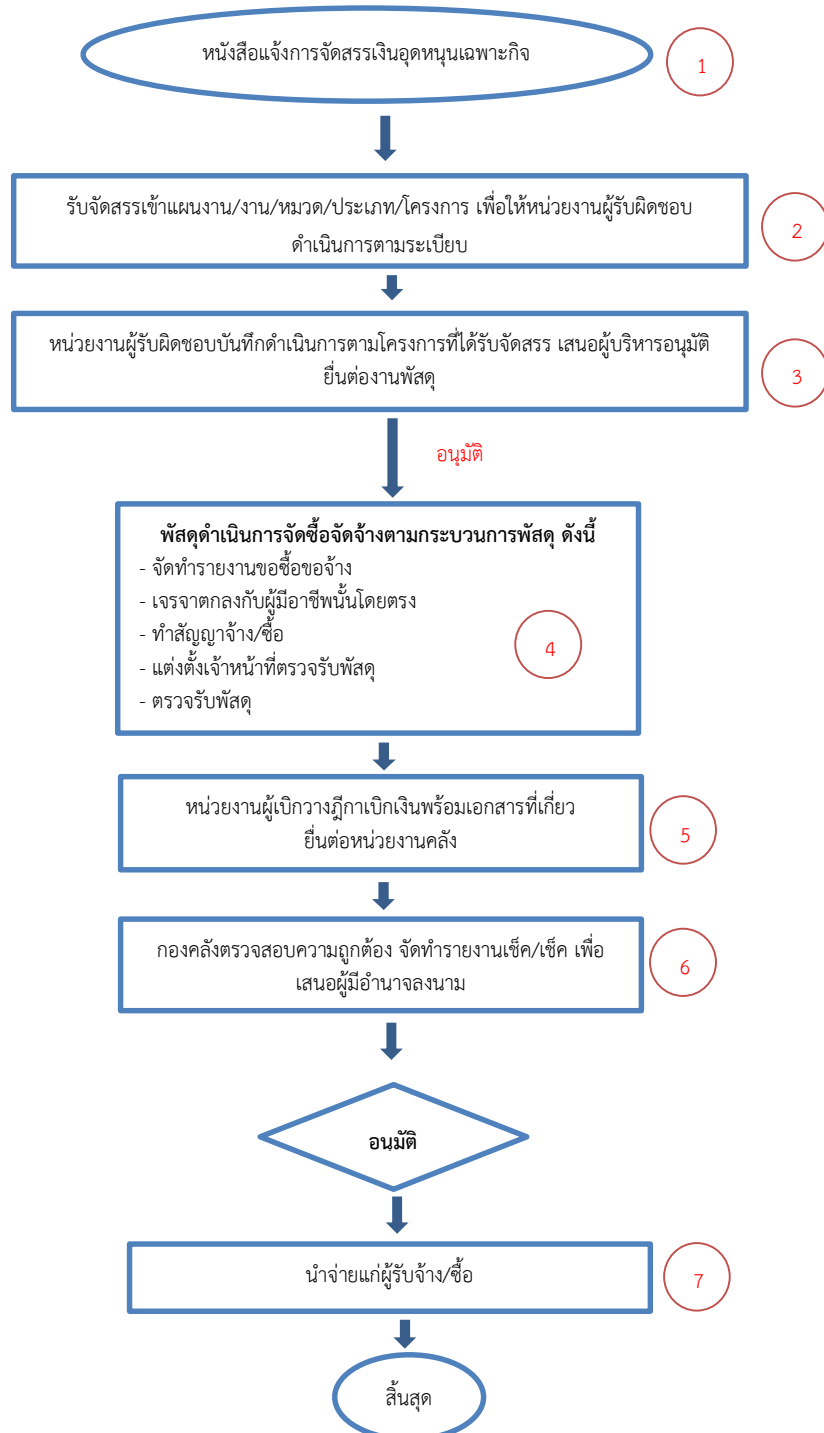 หนังสือแจ้งการจัดสรรเงินอุดหนุนเฉพาะกิจ
1
รับจัดสรรเข้าแผนงาน/งาน/หมวด/ประเภท/โครงการ เพื่อให้หน่วยงานผู้รับผิดชอบ
ดำเนินการตามระเบียบ
2
หน่วยงานผู้รับผิดชอบบันทึกดำเนินการตามโครงการที่ได้รับจัดสรร เสนอผู้บริหารอนุมัติ
ยื่นต่องานพัสดุ
3
อนุมัติ
พัสดุดำเนินการจัดซื้อจัดจ้างตามกระบวนการพัสดุ ดังนี้
- จัดทำรายงานขอซื้อขอจ้าง
- เจรจาตกลงกับผู้มีอาชีพนั้นโดยตรง
- ทำสัญญาจ้าง/ซื้อ
- แต่งตั้งเจ้าหน้าที่ตรวจรับพัสดุ
- ตรวจรับพัสดุ
4
หน่วยงานผู้เบิกวางฎีกาเบิกเงินพร้อมเอกสารที่เกี่ยว
ยื่นต่อหน่วยงานคลัง
5
กองคลังตรวจสอบความถูกต้อง จัดทำรายงานเช็ค/เช็ค เพื่อ
เสนอผู้มีอำนาจลงนาม
6
อนุมัติ
นำจ่ายแก่ผู้รับจ้าง/ซื้อ
7
สิ้นสุด